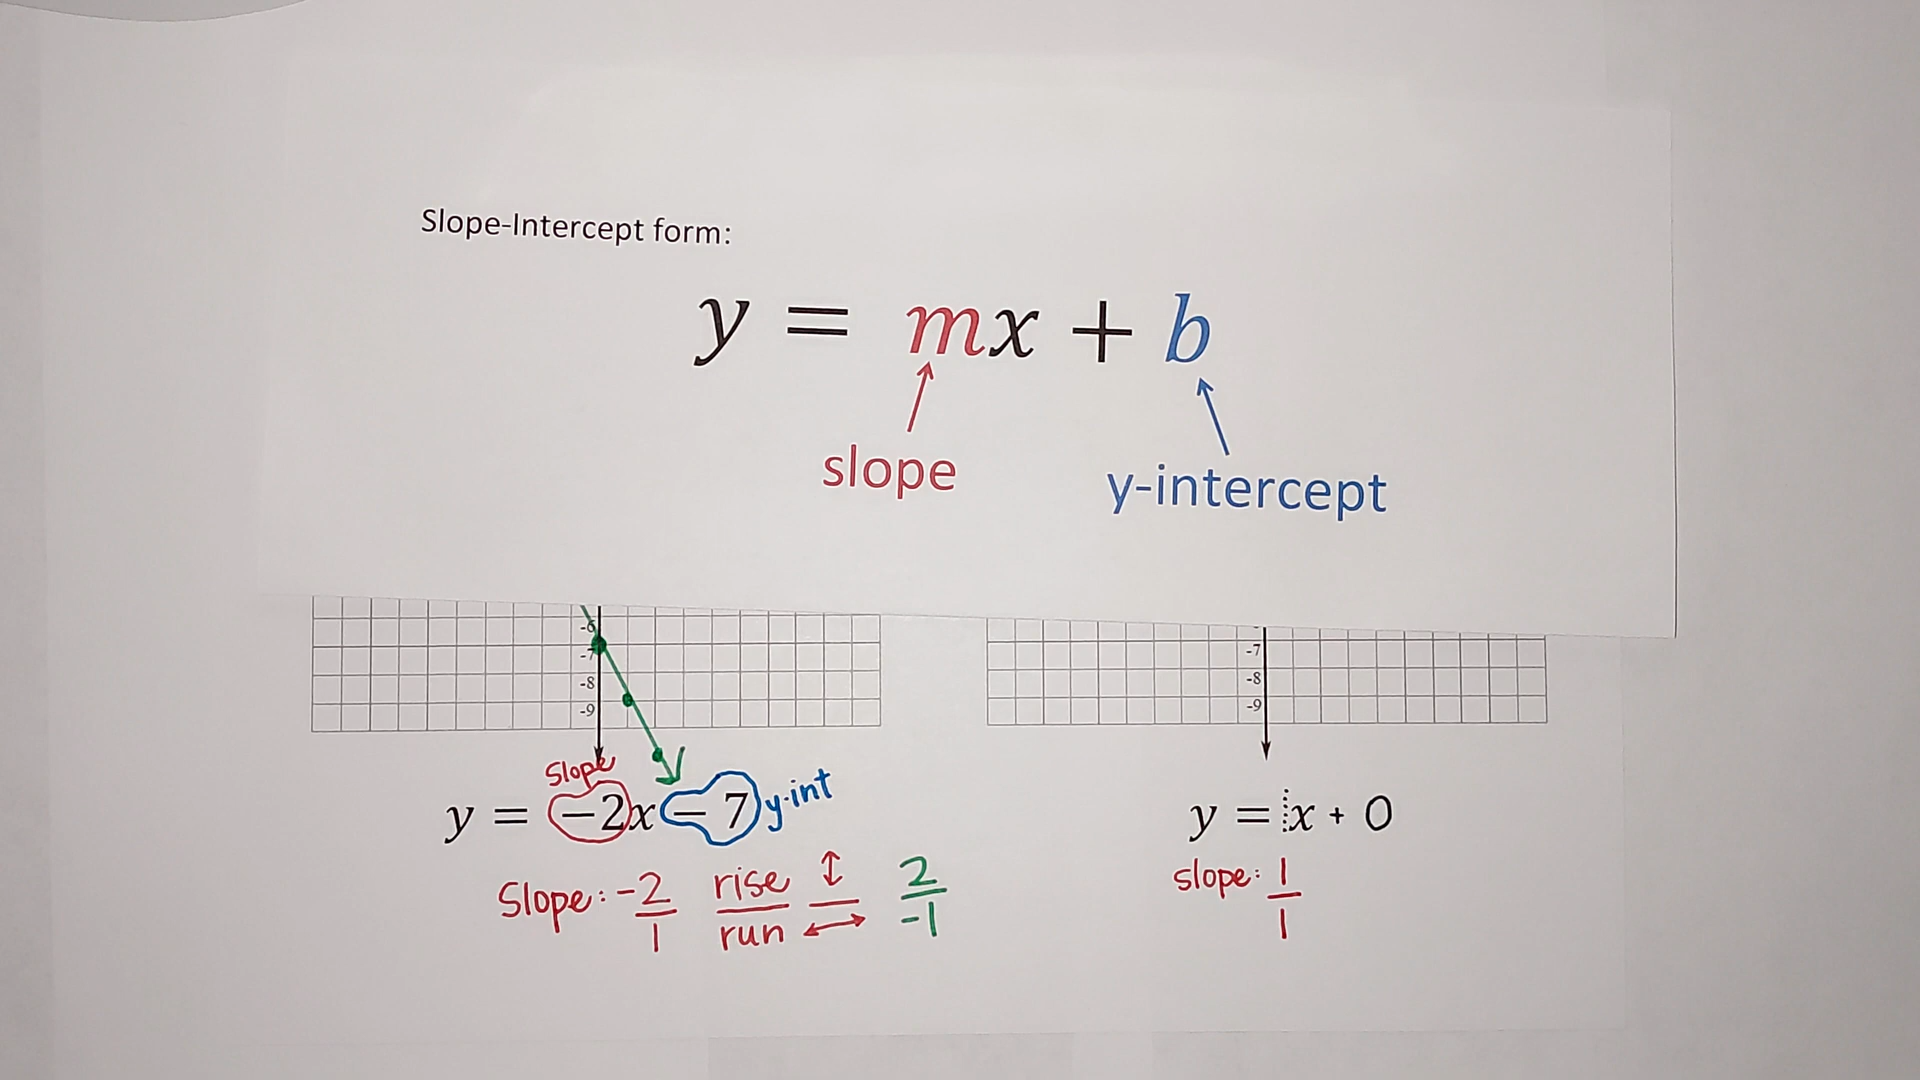 Slope-Intercept form:
y = mx + b
slope
y-intercept
-6
-7
-8
-9
-7
-8
-9
Slope
y = -2x - 7 y-int
Slope: -2/1 rise/run ↕/↔ 2/-1
y = x + 0
slope: 1/1